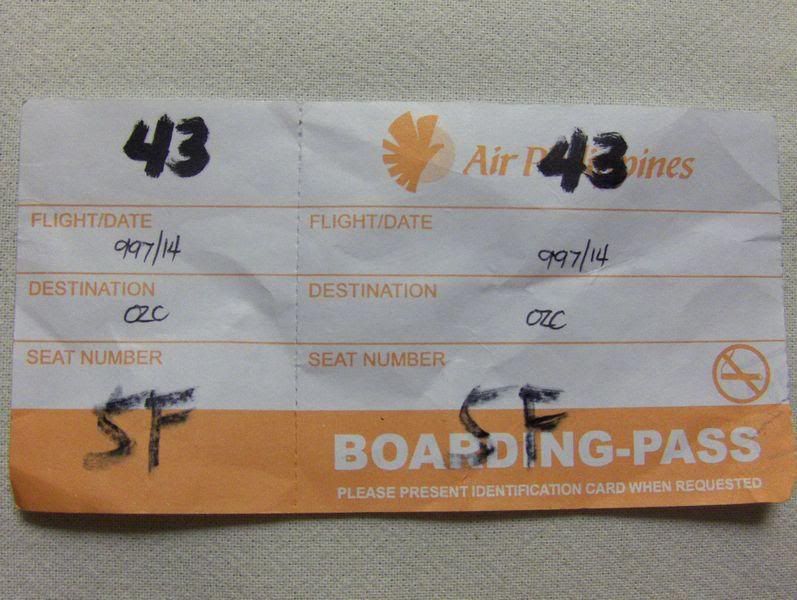 43
FLIGHT/DATE
997/14
DESTINATION
OZC
SEAT NUMBER
5F
Air Philippines
43
FLIGHT/DATE
997/14
DESTINATION
OZC
SEAT NUMBER
5F
BOARDING-PASS
PLEASE PRESENT IDENTIFICATION CARD WHEN REQUESTED